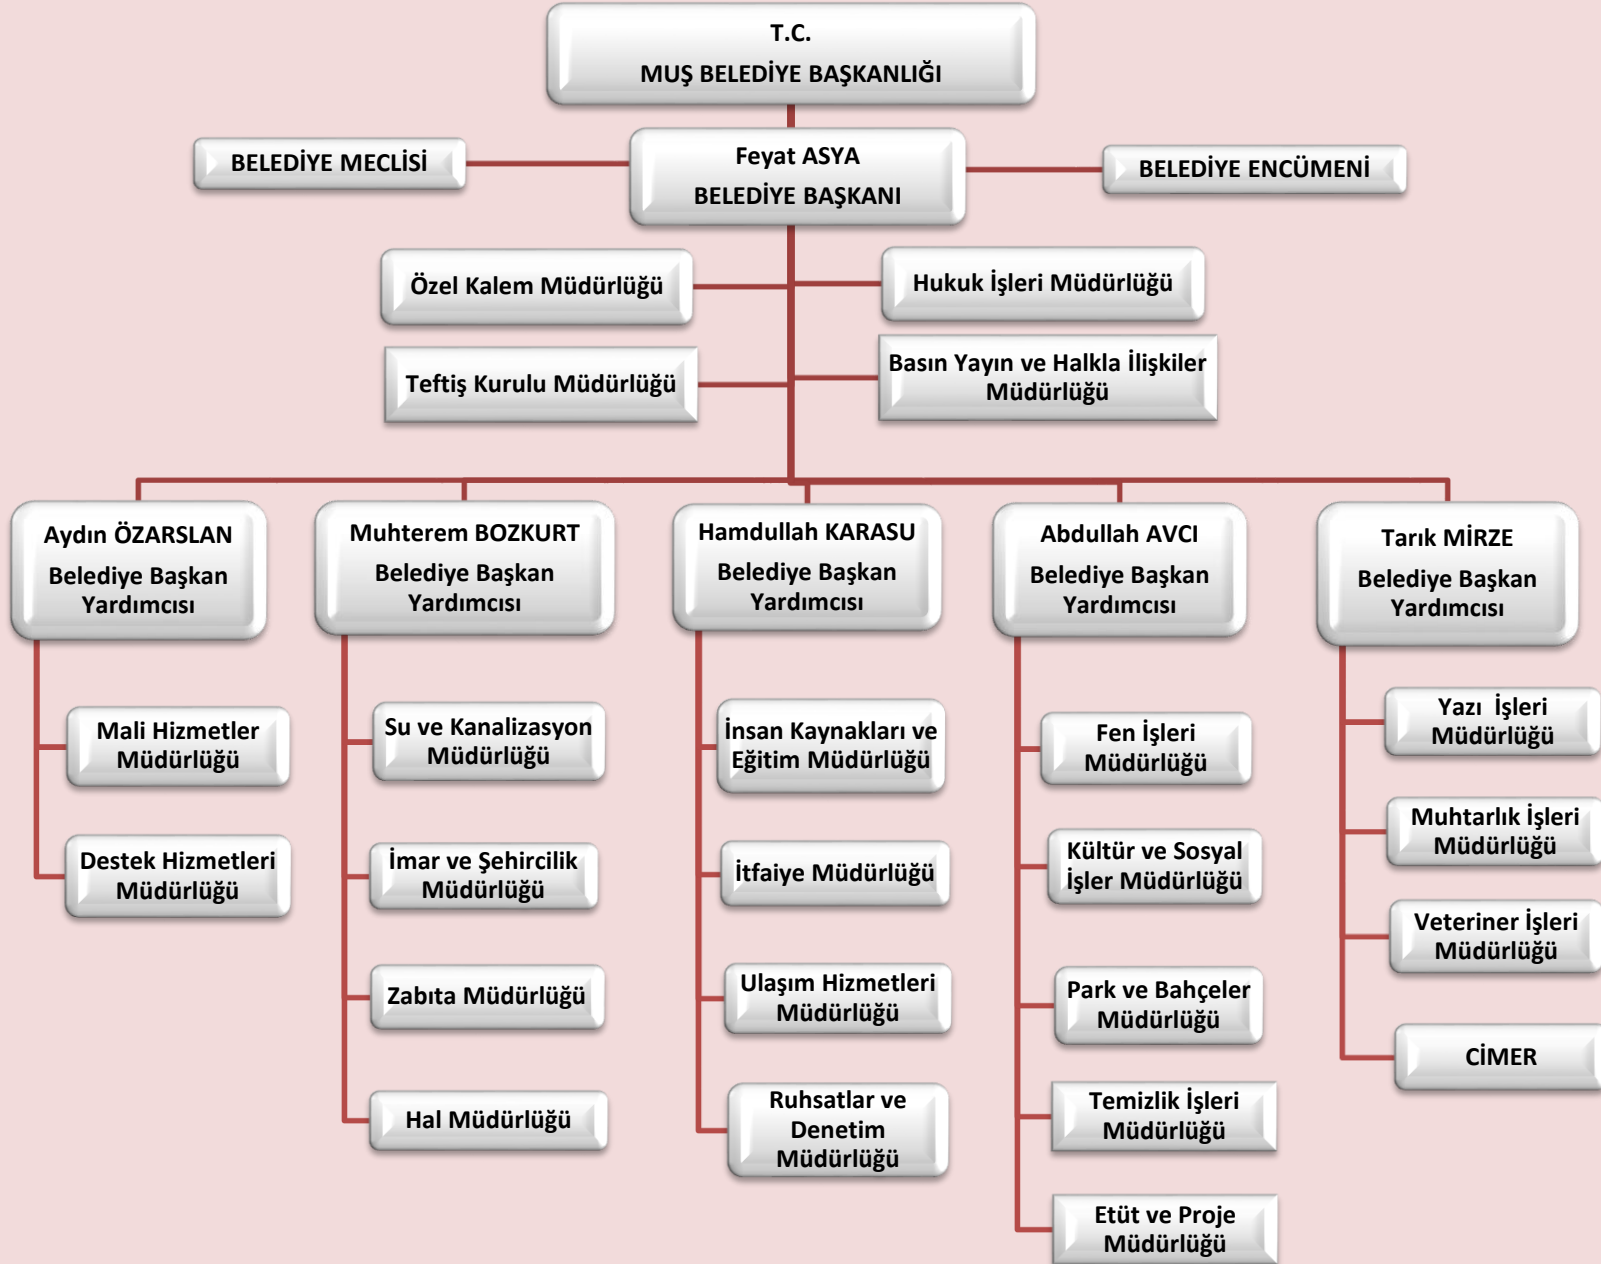 T.C.
MUŞ BELEDİYE BAŞKANLIĞI
BELEDİYE MECLİSİ
Feyat ASYA
BELEDİYE BAŞKANI
BELEDİYE ENCÜMENİ
Özel Kalem Müdürlüğü
Hukuk İşleri Müdürlüğü
Teftiş Kurulu Müdürlüğü
Basın Yayın ve Halkla İlişkiler
Müdürlüğü
Aydın ÖZARSLAN
Belediye Başkan
Yardımcısı
Mali Hizmetler
Müdürlüğü
Destek Hizmetleri
Müdürlüğü
Muhterem BOZKURT
Belediye Başkan
Yardımcısı
Su ve Kanalizasyon
Müdürlüğü
İmar ve Şehircilik
Müdürlüğü
Zabıta Müdürlüğü
Hal Müdürlüğü
Hamdullah KARASU
Belediye Başkan
Yardımcısı
İnsan Kaynakları ve
Eğitim Müdürlüğü
İtfaiye Müdürlüğü
Ulaşım Hizmetleri
Müdürlüğü
Ruhsatlar ve
Denetim
Müdürlüğü
Abdullah AVCI
Belediye Başkan
Yardımcısı
Fen İşleri
Müdürlüğü
Kültür ve Sosyal
İşler Müdürlüğü
Park ve Bahçeler
Müdürlüğü
Temizlik İşleri
Müdürlüğü
Etüt ve Proje
Müdürlüğü
Tarık MİRZE
Belediye Başkan
Yardımcısı
Yazı  İşleri
Müdürlüğü
Muhtarlık İşleri
Müdürlüğü
Veteriner İşleri
Müdürlüğü
CİMER